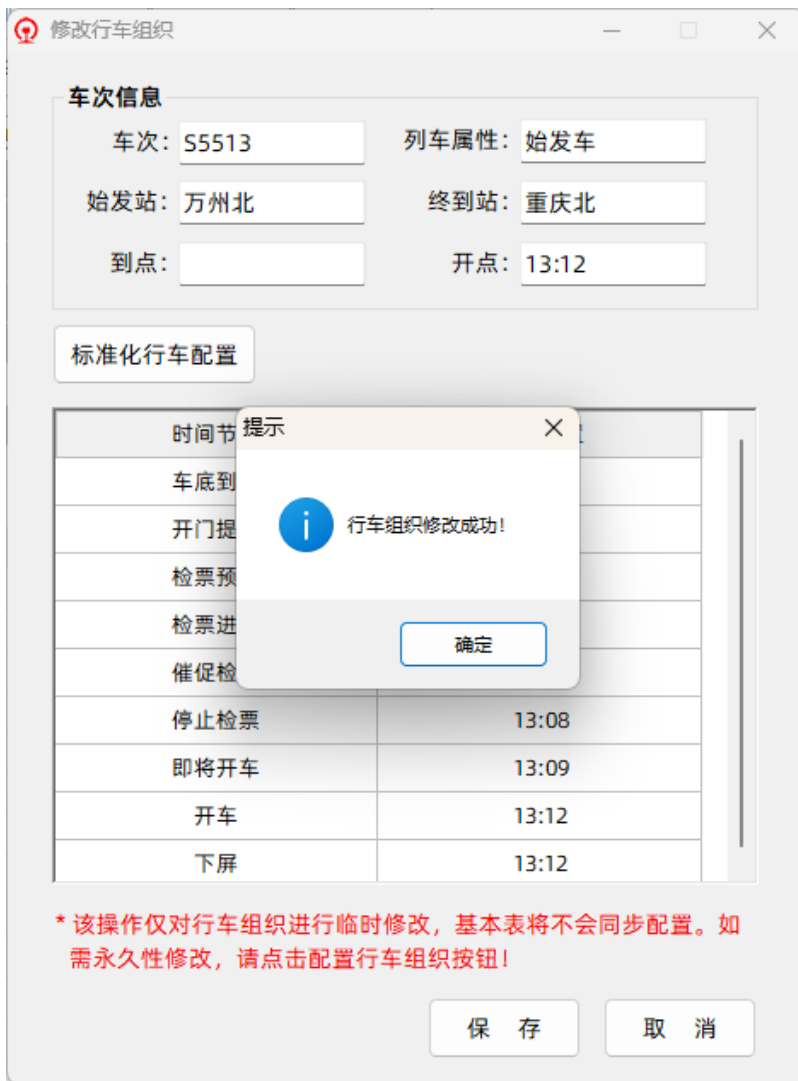 修改行车组织
车次信息
车次: S5513 列车属性: 始发车
始发站: 万州北 终到站: 重庆北
到点: 开点: 13:12
标准化行车配置
时间节
提示
车底到
开门提
行车组织修改成功!
检票预
检票进
确定
催促检
停止检票 13:08
即将开车 13:09
开车 13:12
下屏 13:12
* 该操作仅对行车组织进行临时修改，基本表将不会同步配置。如
需永久性修改，请点击配置行车组织按钮!
保 存 取 消